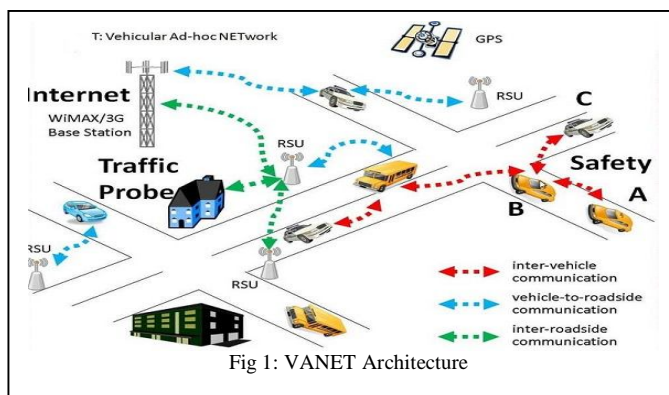 T: Vehicular Ad-hoc NETwork
GPS
Internet
WiMAX/3G
Base Station
RSU
C
RSU
Traffic
Probe
Safety
A
B
RSU
RSU
inter-vehicle
communication
vehicle-to-roadside
communication
inter-roadside
communication
Fig 1: VANET Architecture